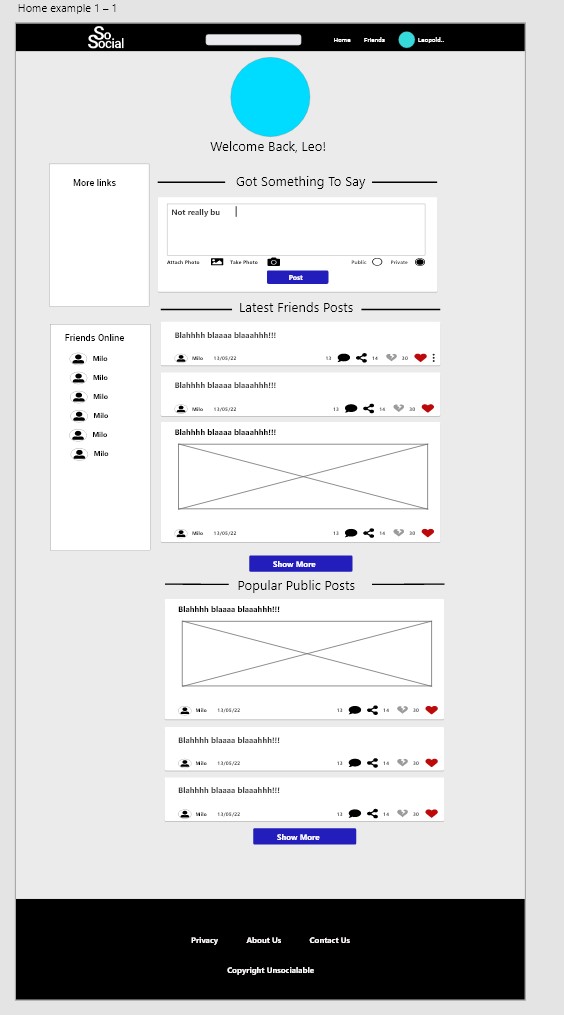 Home example 1 – 1
So
Social
Home Friends Leopold..
Welcome Back, Leo!
More links
Got Something To Say
Not really bu
Attach Photo Take Photo Public Private
Post
Latest Friends Posts
Blahhhh blaaaa blaaahhh!!!
Milo 13/05/22 13 14 30
Friends Online
Milo
Milo
Milo
Milo
Milo
Milo
Blahhhh blaaaa blaaahhh!!!
Milo 13/05/22 13 14 30
Blahhhh blaaaa blaaahhh!!!
Milo 13/05/22 13 14 30
Show More
Popular Public Posts
Blahhhh blaaaa blaaahhh!!!
Milo 13/05/22 13 14 30
Blahhhh blaaaa blaaahhh!!!
Milo 13/05/22 13 14 30
Blahhhh blaaaa blaaahhh!!!
Milo 13/05/22 13 14 30
Show More
Privacy About Us Contact Us
Copyright Unsocialable